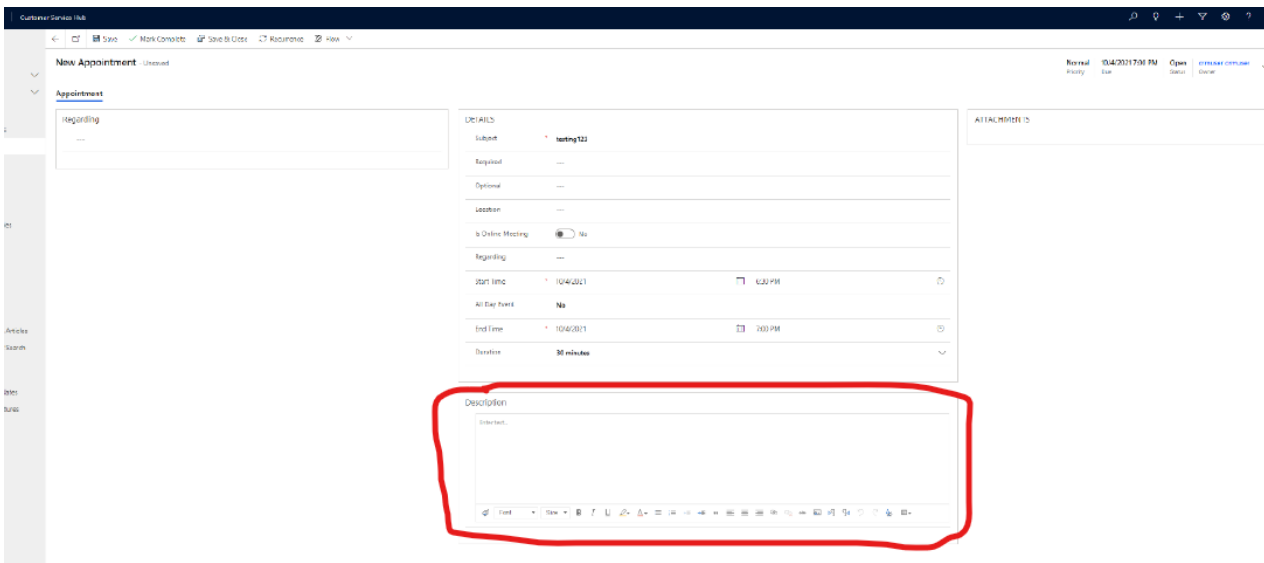 Customer Service Hub
Save Mark Complete Save & Close Recurrence Flow
New Appointment - Unsaved
Normal 10/4/2021 7:00 PM Open
Priority Due Status Owner
Appointment
Regarding
---
DETAILS
Subject * testing123
Required ---
Optional ---
Location ---
Is Online Meeting No
Regarding ---
Start Time * 10/4/2021 6:30 PM
All Day Event No
End Time * 10/4/2021 7:00 PM
Duration 30 minutes
Description
Enter text...
Font Size B I U
ATTACHMENTS
Articles
Search